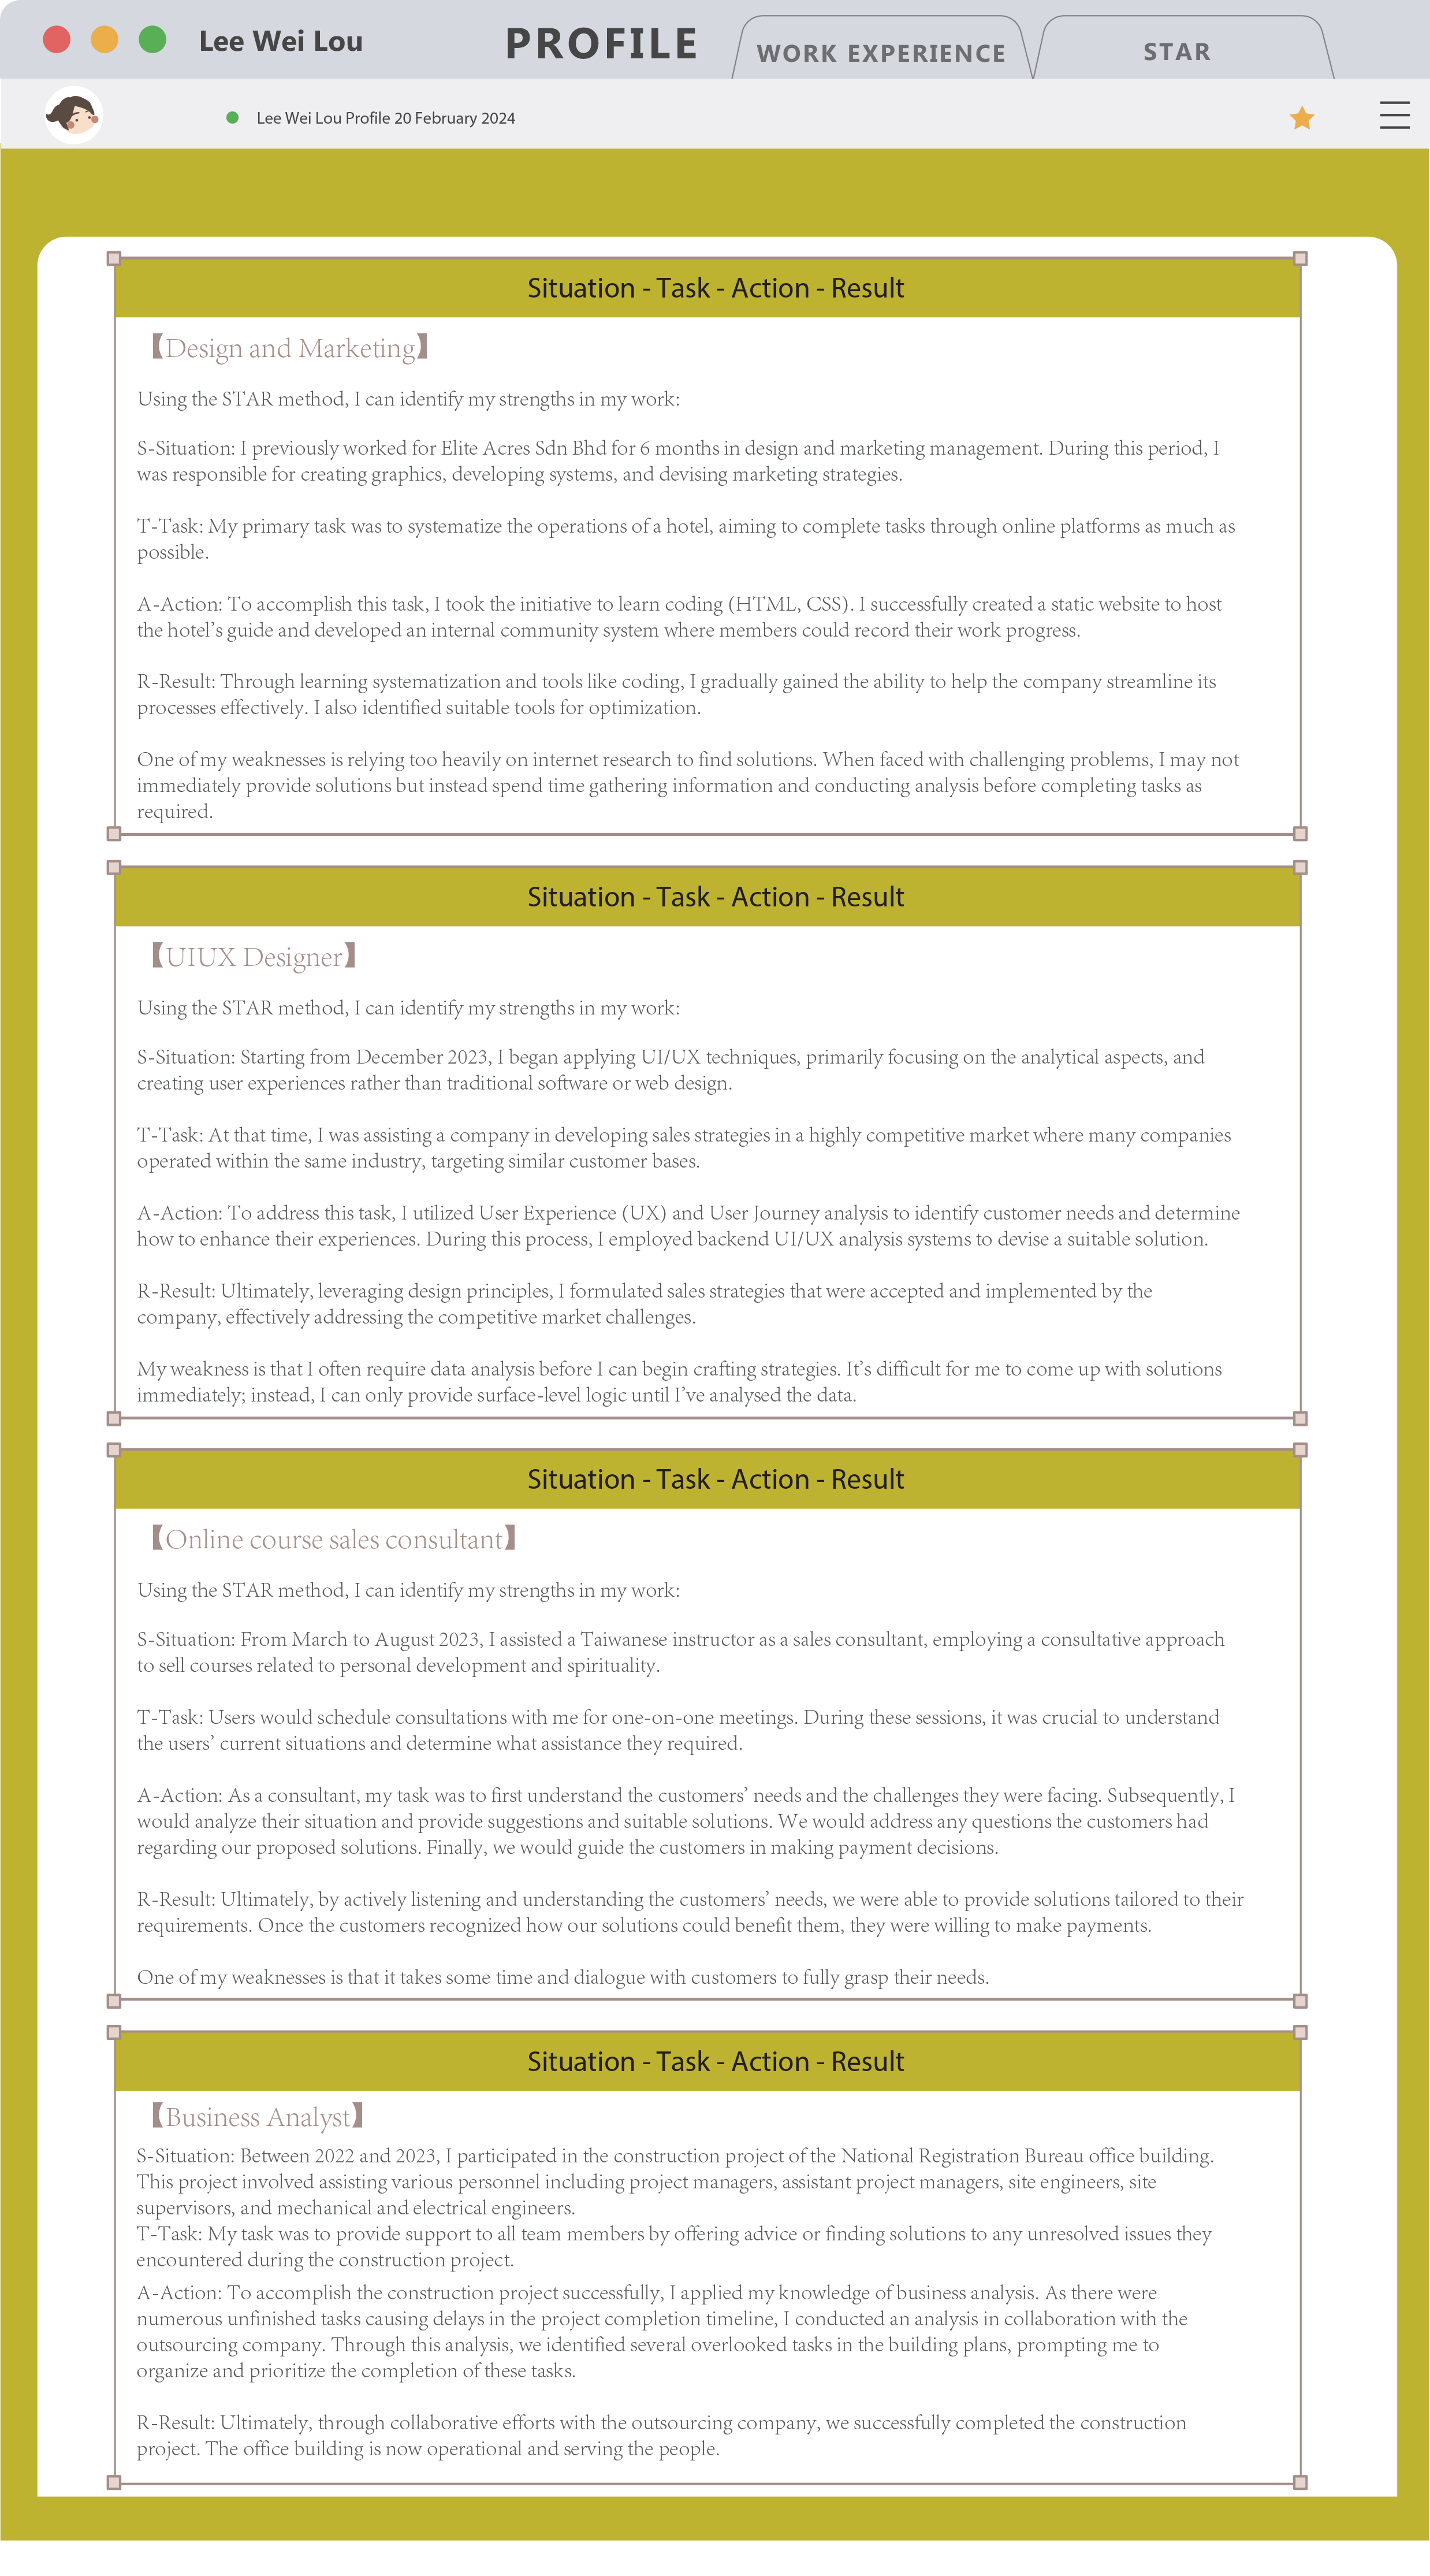 Lee Wei Lou
PROFILE
WORK EXPERIENCE
STAR
Lee Wei Lou Profile 20 February 2024
Situation - Task - Action - Result
【Design and Marketing】
Using the STAR method, I can identify my strengths in my work:
S-Situation: I previously worked for Elite Acres Sdn Bhd for 6 months in design and marketing management. During this period, I
was responsible for creating graphics, developing systems, and devising marketing strategies.
T-Task: My primary task was to systematize the operations of a hotel, aiming to complete tasks through online platforms as much as
possible.
A-Action: To accomplish this task, I took the initiative to learn coding (HTML, CSS). I successfully created a static website to host
the hotel’s guide and developed an internal community system where members could record their work progress.
R-Result: Through learning systematization and tools like coding, I gradually gained the ability to help the company streamline its
processes effectively. I also identified suitable tools for optimization.
One of my weaknesses is relying too heavily on internet research to find solutions. When faced with challenging problems, I may not
immediately provide solutions but instead spend time gathering information and conducting analysis before completing tasks as
required.
Situation - Task - Action - Result
【UIUX Designer】
Using the STAR method, I can identify my strengths in my work:
S-Situation: Starting from December 2023, I began applying UI/UX techniques, primarily focusing on the analytical aspects, and
creating user experiences rather than traditional software or web design.
T-Task: At that time, I was assisting a company in developing sales strategies in a highly competitive market where many companies
operated within the same industry, targeting similar customer bases.
A-Action: To address this task, I utilized User Experience (UX) and User Journey analysis to identify customer needs and determine
how to enhance their experiences. During this process, I employed backend UI/UX analysis systems to devise a suitable solution.
R-Result: Ultimately, leveraging design principles, I formulated sales strategies that were accepted and implemented by the
company, effectively addressing the competitive market challenges.
My weakness is that I often require data analysis before I can begin crafting strategies. It’s difficult for me to come up with solutions
immediately; instead, I can only provide surface-level logic until I’ve analysed the data.
Situation - Task - Action - Result
【Online course sales consultant】
Using the STAR method, I can identify my strengths in my work:
S-Situation: From March to August 2023, I assisted a Taiwanese instructor as a sales consultant, employing a consultative approach
to sell courses related to personal development and spirituality.
T-Task: Users would schedule consultations with me for one-on-one meetings. During these sessions, it was crucial to understand
the users’ current situations and determine what assistance they required.
A-Action: As a consultant, my task was to first understand the customers’ needs and the challenges they were facing. Subsequently, I
would analyze their situation and provide suggestions and suitable solutions. We would address any questions the customers had
regarding our proposed solutions. Finally, we would guide the customers in making payment decisions.
R-Result: Ultimately, by actively listening and understanding the customers’ needs, we were able to provide solutions tailored to their
requirements. Once the customers recognized how our solutions could benefit them, they were willing to make payments.
One of my weaknesses is that it takes some time and dialogue with customers to fully grasp their needs.
Situation - Task - Action - Result
【Business Analyst】
S-Situation: Between 2022 and 2023, I participated in the construction project of the National Registration Bureau office building.
This project involved assisting various personnel including project managers, assistant project managers, site engineers, site
supervisors, and mechanical and electrical engineers.
T-Task: My task was to provide support to all team members by offering advice or finding solutions to any unresolved issues they
encountered during the construction project.
A-Action: To accomplish the construction project successfully, I applied my knowledge of business analysis. As there were
numerous unfinished tasks causing delays in the project completion timeline, I conducted an analysis in collaboration with the
outsourcing company. Through this analysis, we identified several overlooked tasks in the building plans, prompting me to
organize and prioritize the completion of these tasks.
R-Result: Ultimately, through collaborative efforts with the outsourcing company, we successfully completed the construction
project. The office building is now operational and serving the people.